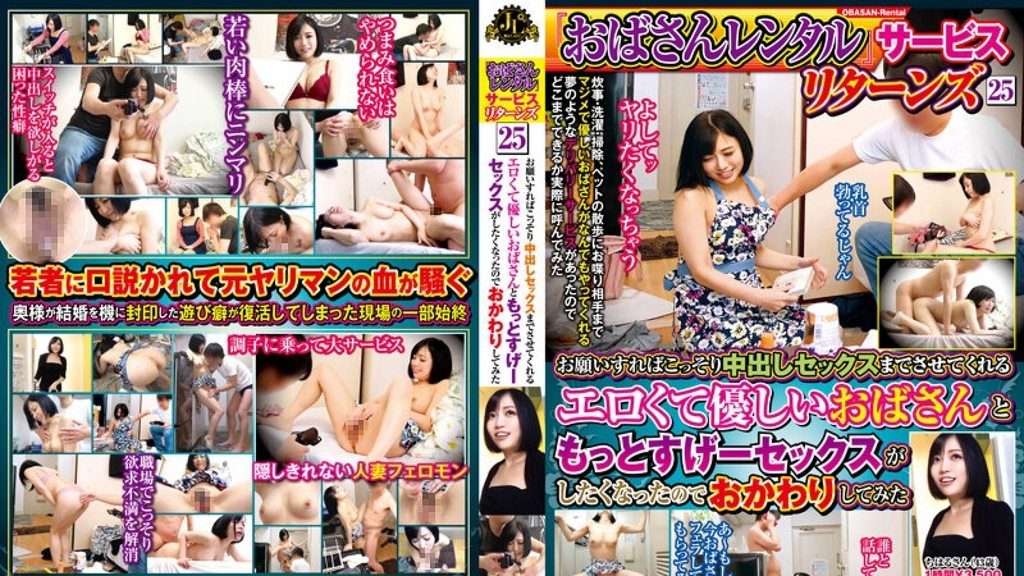 つまみ食いは
やめられない
若い肉棒にニンマリ
スイッチが入ると
中出しを欲しがる
困った性癖
若者に口説かれて元ヤリマンの血が騒ぐ
奥様が結婚を機に封印した遊び癖が復活してしまった現場の一部始終
調子に乗って大サービス
隠しきれない人妻フェロモン
職場でこっそり
欲求不満を解消
おばさん
レンタル
サービス
リターンズ
25
お願いすればこっそり中出しセックスまでさせてくれる
エロくて優しいおばさんともっとすげー
セックスがしたくなったのでおかわりしてみた
OBASAN-Rental
『おばさんレンタル』サービス
リターンズ 25
炊事・洗濯・掃除、ペットの散歩にお喋り相手まで
マジメで優しいおばさんがなんでもやってくれる
夢のようなデリバリーサービスがあったので
どこまでできるか実際に呼んでみた
よしてッ
ヤリたくなっちゃう
乳首
勃ってるじゃん
お願いすればこっそり中出しセックスまでさせてくれる
エロくて優しいおばさんと
もっとすげーセックスが
したくなったのでおかわりしてみた
ちはるさん(43歳)
1時間¥3,500